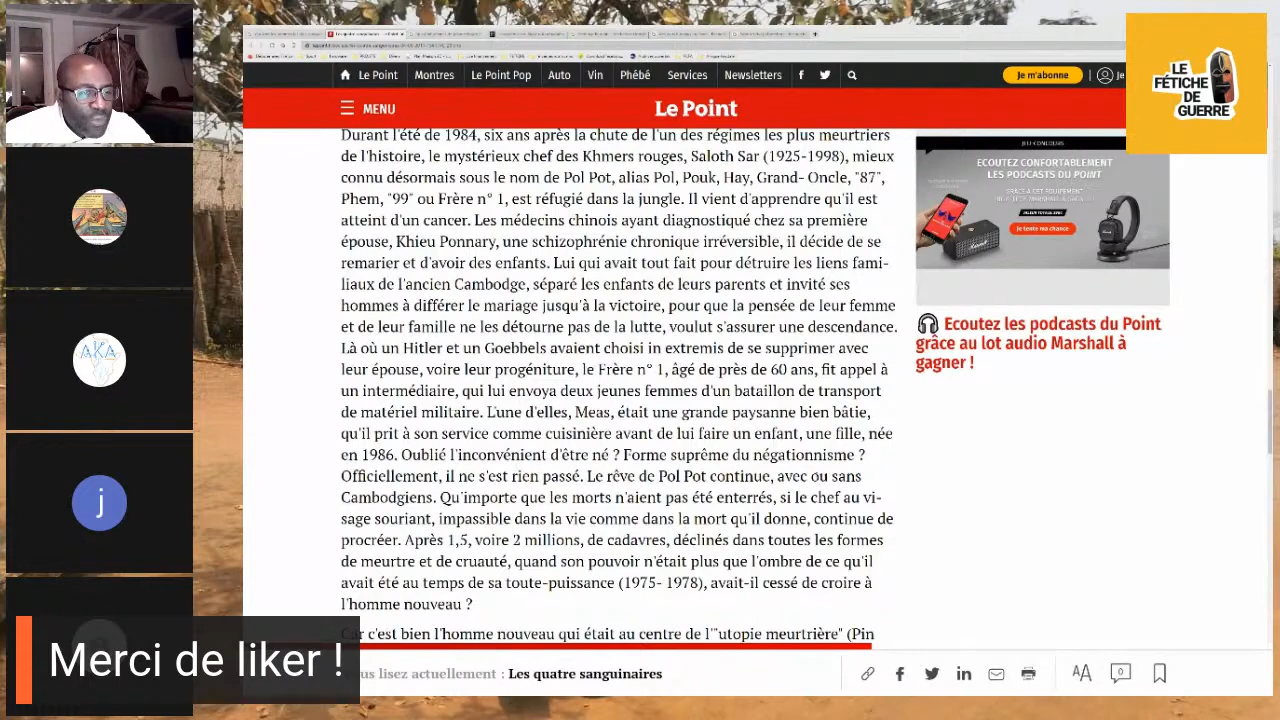 Le Point
Montres
Le Point Pop
Auto
Vin
Phébé
Services
Newsletters
Je m'abonne
Je
MENU
Le Point
LE
FÉTICHE
DE
GUERRE
Durant l'été de 1984, six ans après la chute de l'un des régimes les plus meurtriers
de l'histoire, le mystérieux chef des Khmers rouges, Saloth Sar (1925-1998), mieux
connu désormais sous le nom de Pol Pot, alias Pol, Pouk, Hay, Grand- Oncle, "87",
Phem, "99" ou Frère n° 1, est réfugié dans la jungle. Il vient d'apprendre qu'il est
atteint d'un cancer. Les médecins chinois ayant diagnostiqué chez sa première
épouse, Khieu Ponnary, une schizophrénie chronique irréversible, il décide de se
remarier et d'avoir des enfants. Lui qui avait tout fait pour détruire les liens fami-
liaux de l'ancien Cambodge, séparé les enfants de leurs parents et invité ses
hommes à différer le mariage jusqu'à la victoire, pour que la pensée de leur femme
et de leur famille ne les détourne pas de la lutte, voulut s'assurer une descendance.
Là où un Hitler et un Goebbels avaient choisi in extremis de se supprimer avec
leur épouse, voire leur progéniture, le Frère n° 1, âgé de près de 60 ans, fit appel à
un intermédiaire, qui lui envoya deux jeunes femmes d'un bataillon de transport
de matériel militaire. L'une d'elles, Meas, était une grande paysanne bien bâtie,
qu'il prit à son service comme cuisinière avant de lui faire un enfant, une fille, née
en 1986. Oublié l'inconvénient d'être né ? Forme suprême du négationnisme ?
Officiellement, il ne s'est rien passé. Le rêve de Pol Pot continue, avec ou sans
Cambodgiens. Qu'importe que les morts n'aient pas été enterrés, si le chef au vi-
sage souriant, impassible dans la vie comme dans la mort qu'il donne, continue de
procréer. Après 1,5, voire 2 millions, de cadavres, déclinés dans toutes les formes
de meurtre et de cruauté, quand son pouvoir n'était plus que l'ombre de ce qu'il
avait été au temps de sa toute-puissance (1975- 1978), avait-il cessé de croire à
l'homme nouveau ?
c'est bien l'homme nouveau qui était au centre de l'"utopie meurtrière" (Pin
JEU-CONCOURS
ECOUTEZ CONFORTABLEMENT
LES PODCASTS DU POINT
Je tente ma chance
Ecoutez les podcasts du Point
grâce au lot audio Marshall à
gagner !
AKA
j
Merci de liker !
lisez actuellement : Les quatre sanguinaires
AA
0